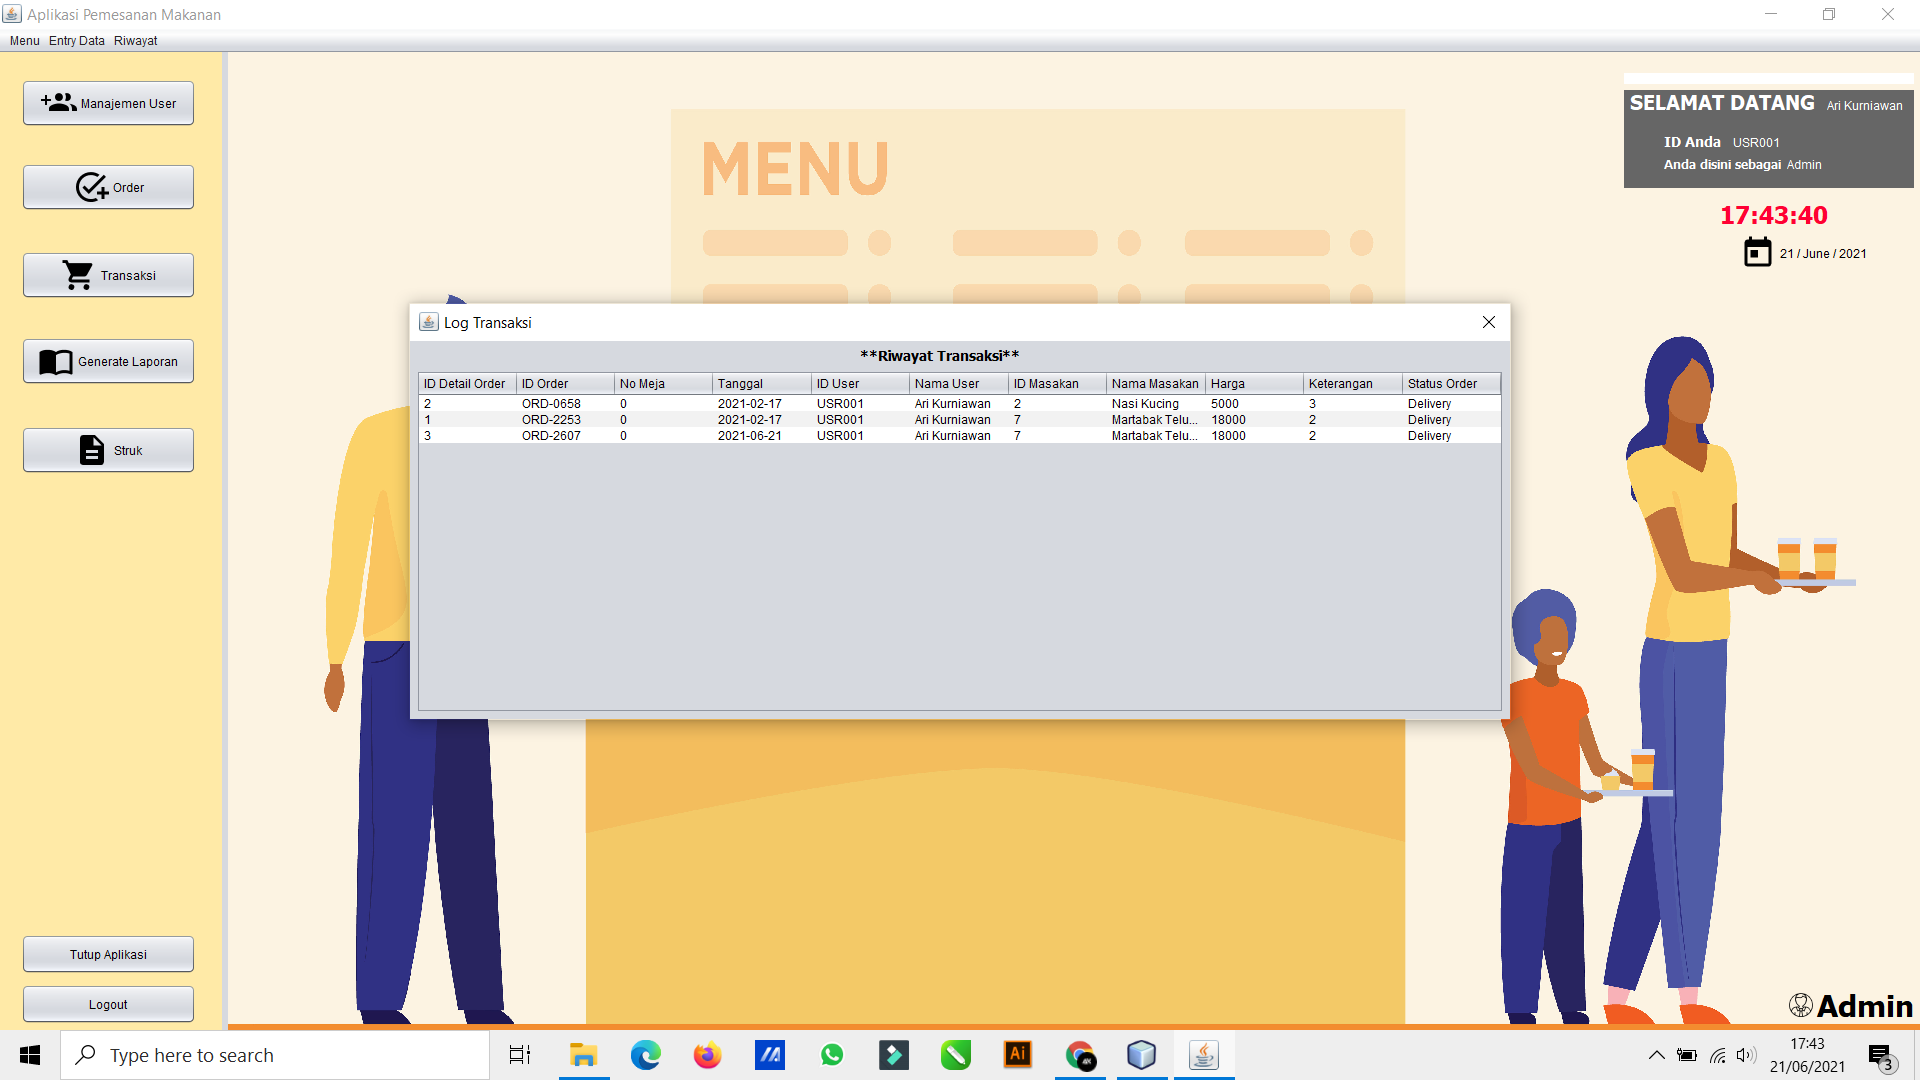 Aplikasi Pemesanan Makanan
Menu Entry Data Riwayat
Manajemen User
Order
Transaksi
Generate Laporan
Struk
Tutup Aplikasi
Logout
MENU
SELAMAT DATANG Ari Kurniawan
ID Anda USR001
Anda disini sebagai Admin
17:43:40
21 / June / 2021
Log Transaksi
**Riwayat Transaksi**
ID Detail Order ID Order No Meja Tanggal ID User Nama User ID Masakan Nama Masakan Harga Keterangan Status Order
2 ORD-0658 0 2021-02-17 USR001 Ari Kurniawan 2 Nasi Kucing 5000 3 Delivery
1 ORD-2253 0 2021-02-17 USR001 Ari Kurniawan 7 Martabak Telu... 18000 2 Delivery
3 ORD-2607 0 2021-06-21 USR001 Ari Kurniawan 7 Martabak Telu... 18000 2 Delivery
Admin
Type here to search
Ai
17:43
21/06/2021
3